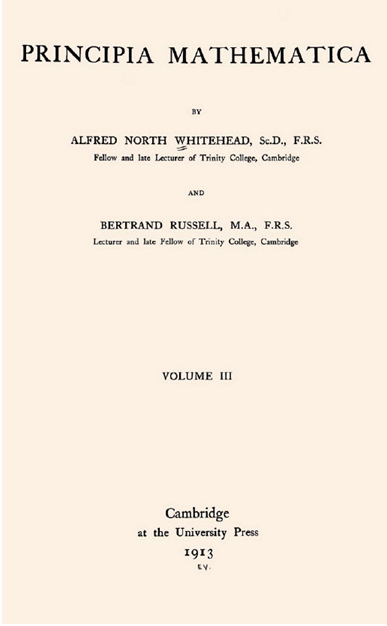 PRINCIPIA MATHEMATICA
BY
ALFRED NORTH WHITEHEAD, Sc.D., F.R.S.
Fellow and late Lecturer of Trinity College, Cambridge
AND
BERTRAND RUSSELL, M.A., F.R.S.
Lecturer and late Fellow of Trinity College, Cambridge
VOLUME III
Cambridge
at the University Press
1913